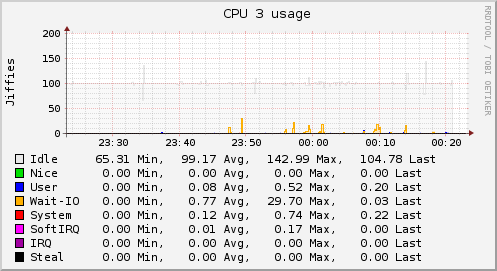 CPU 3 usage
RRDTOOL / TOBI OETIKER
Jiffies
200
150
100
50
0
23:30 23:40 23:50 00:00 00:10 00:20
Idle 65.31 Min, 99.17 Avg, 142.99 Max, 104.78 Last
Nice 0.00 Min, 0.00 Avg, 0.00 Max, 0.00 Last
User 0.00 Min, 0.08 Avg, 0.52 Max, 0.20 Last
Wait-IO 0.00 Min, 0.77 Avg, 29.70 Max, 0.03 Last
System 0.00 Min, 0.12 Avg, 0.74 Max, 0.22 Last
SoftIRQ 0.00 Min, 0.01 Avg, 0.17 Max, 0.00 Last
IRQ 0.00 Min, 0.00 Avg, 0.00 Max, 0.00 Last
Steal 0.00 Min, 0.00 Avg, 0.00 Max, 0.00 Last